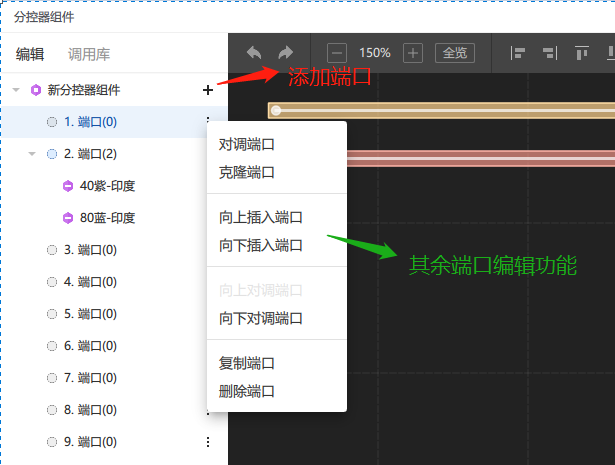 分控器组件
编辑 调用库
150% 全览
新分控器组件
添加端口
1. 端口(0)
2. 端口(2)
40紫-印度
80蓝-印度
3. 端口(0)
4. 端口(0)
5. 端口(0)
6. 端口(0)
7. 端口(0)
8. 端口(0)
9. 端口(0)
对调端口
克隆端口
向上插入端口
向下插入端口
向上对调端口
向下对调端口
复制端口
删除端口
其余端口编辑功能